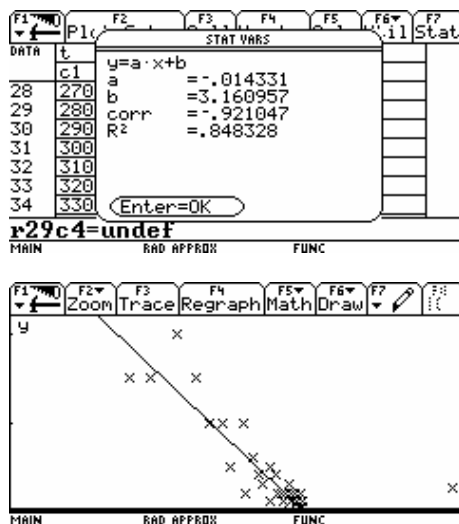 F1 F2 F3 F4 F5 F6 F7
Stat
STAT VARS
DATA t
c1
y=a·x+b
a =-.014331
b =3.160957
corr =-.921047
R² =.848328
28 270
29 280
30 290
31 300
32 310
33 320
34 330
Enter=OK
r29c4=undef
MAIN RAD APPROX FUNC
F1 F2 F3 F4 F5 F6 F7
Zoom Trace Regraph Math Draw
y
MAIN RAD APPROX FUNC